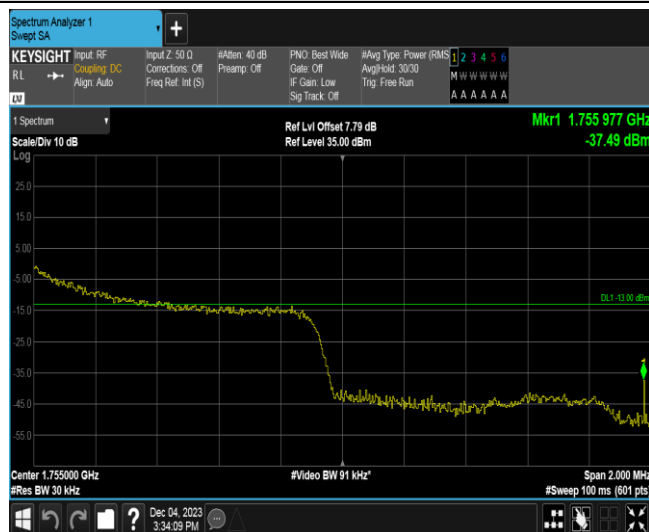 Spectrum Analyzer 1
Swept SA
+
KEYSIGHT
RL
Input: RF
Coupling: DC
Align: Auto
Input Z: 50 Ω
Corrections: Off
Freq Ref: Int (S)
#Atten: 40 dB
Preamp: Off
PNO: Best Wide
Gate: Off
IF Gain: Low
Sig Track: Off
#Avg Type: Power (RMS
Avg|Hold: 30/30
Trig: Free Run
1 2 3 4 5 6
M W W W W W
A A A A A A
LXI
1 Spectrum
Scale/Div 10 dB
Log
Ref Lvl Offset 7.79 dB
Ref Level 35.00 dBm
Mkr1 1.755 977 GHz
-37.49 dBm
25.0
15.0
5.00
-5.00
-15.0
-25.0
-35.0
-45.0
-55.0
DL1 -13.00 dBm
1
Center 1.755000 GHz
#Res BW 30 kHz
#Video BW 91 kHz*
Span 2.000 MHz
#Sweep 100 ms (601 pts)
?
Dec 04, 2023
3:34:09 PM